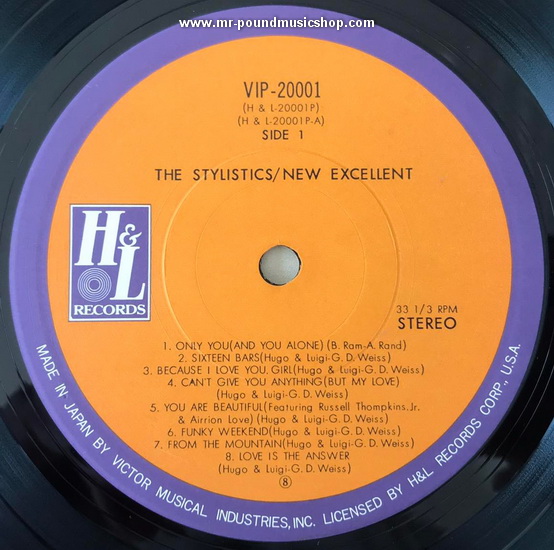 www.mr-poundmusicshop.com
VIP-20001
(H & L-20001P)
(H & L-20001P-A)
SIDE 1
THE STYLISTICS/NEW EXCELLENT
H&L
RECORDS
33 1/3 RPM
STEREO
1. ONLY YOU(AND YOU ALONE) (B. Ram-A. Rand)
2. SIXTEEN BARS(Hugo & Luigi-G. D. Weiss)
3. BECAUSE I LOVE YOU, GIRL(Hugo & Luigi-G. D. Weiss)
4. CAN'T GIVE YOU ANYTHING(BUT MY LOVE)
(Hugo & Luigi-G. D. Weiss)
5. YOU ARE BEAUTIFUL(Featuring Russell Thompkins, Jr.
& Airrion Love) (Hugo & Luigi-G. D. Weiss)
6. FUNKY WEEKEND(Hugo & Luigi-G. D. Weiss)
7. FROM THE MOUNTAIN(Hugo & Luigi-G. D. Weiss)
8. LOVE IS THE ANSWER
(Hugo & Luigi-G. D. Weiss)
⑧
MADE IN JAPAN BY VICTOR MUSICAL INDUSTRIES, INC. LICENSED BY H&L RECORDS CORP., U.S.A.